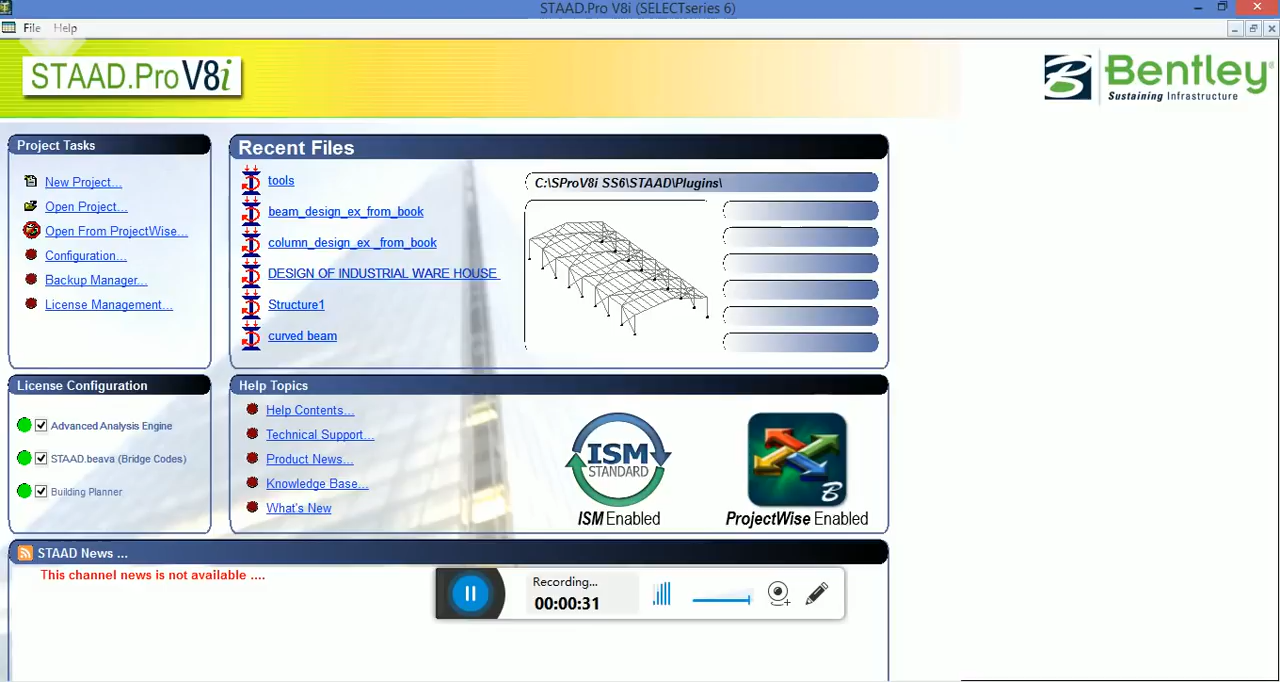 STAAD.Pro V8i (SELECTseries 6)
File Help
STAAD.Pro V8i
Bentley
Sustaining Infrastructure
Project Tasks
New Project...
Open Project...
Open From ProjectWise...
Configuration...
Backup Manager...
License Management...
Recent Files
tools
beam_design_ex_from_book
column_design_ex _from_book
DESIGN OF INDUSTRIAL WARE HOUSE
Structure1
curved beam
C:\SProV8i SS6\STAAD\Plugins\
License Configuration
Advanced Analysis Engine
STAAD.beava (Bridge Codes)
Building Planner
Help Topics
Help Contents...
Technical Support...
Product News...
Knowledge Base...
What's New
ISM
STANDARD
ISM Enabled
B
ProjectWise Enabled
STAAD News ...
This channel news is not available ....
Recording...
00:00:31